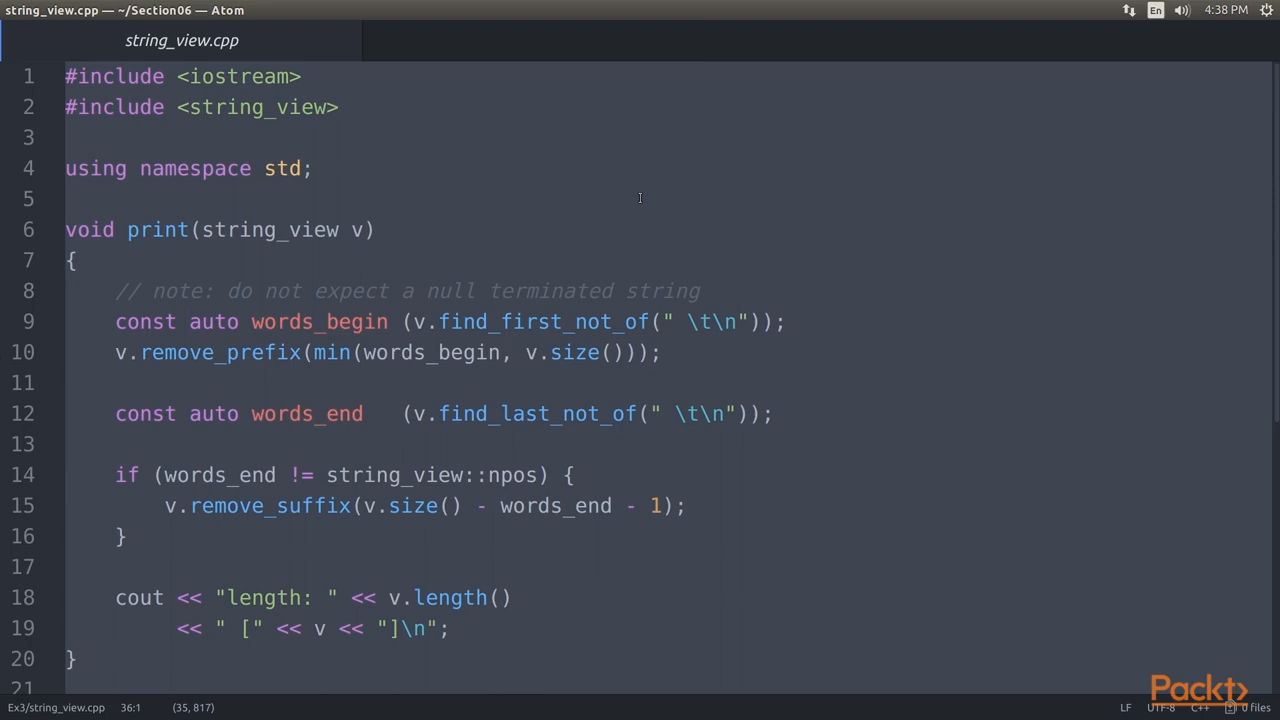 string_view.cpp — ~/Section06 — Atom
En
4:38 PM
string_view.cpp
1 #include <iostream>
2 #include <string_view>
3
4 using namespace std;
5
6 void print(string_view v)
7 {
8     // note: do not expect a null terminated string
9     const auto words_begin (v.find_first_not_of(" \t\n"));
10     v.remove_prefix(min(words_begin, v.size()));
11
12     const auto words_end   (v.find_last_not_of(" \t\n"));
13
14     if (words_end != string_view::npos) {
15         v.remove_suffix(v.size() - words_end - 1);
16     }
17
18     cout << "length: " << v.length()
19          << " [" << v << "]\n";
20 }
21
Packt>
Ex3/string_view.cpp 36:1 (35, 817) LF UTF-8 C++ 0 files